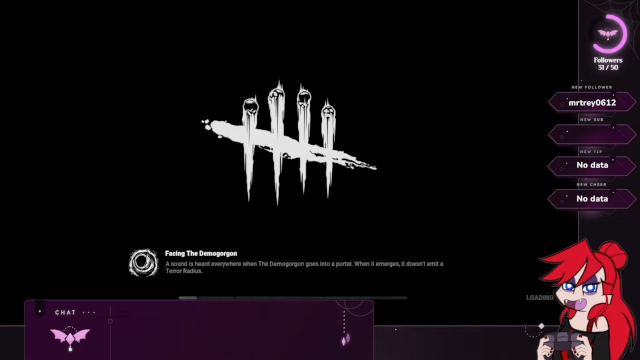 Followers
31 / 50
NEW FOLLOWER
mrtrey0612
NEW SUB
NEW TIP
No data
NEW CHEER
No data
Facing The Demogorgon
A sound is heard everywhere when The Demogorgon goes into a portal. When it emerges, it doesn't emit a
Terror Radius.
LOADING
CHAT